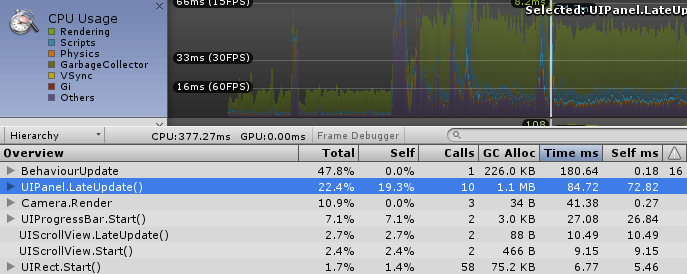 CPU Usage
Rendering
Scripts
Physics
GarbageCollector
VSync
Gi
Others
66ms (15FPS)
8.2ms
Selected: UIPanel.LateUp
33ms (30FPS)
16ms (60FPS)
108
Hierarchy CPU:377.27ms GPU:0.00ms Frame Debugger
Overview Total Self Calls GC Alloc Time ms Self ms
BehaviourUpdate 47.8% 0.0% 1 226.0 KB 180.64 0.18 16
UIPanel.LateUpdate() 22.4% 19.3% 10 1.1 MB 84.72 72.82
Camera.Render 10.9% 0.0% 3 34 B 41.38 0.27
UIProgressBar.Start() 7.1% 7.1% 2 3.0 KB 27.08 26.84
UIScrollView.LateUpdate() 2.7% 2.7% 2 88 B 10.49 10.49
UIScrollView.Start() 2.4% 2.4% 2 466 B 9.15 9.15
UIRect.Start() 1.7% 1.4% 58 75.2 KB 6.77 5.46